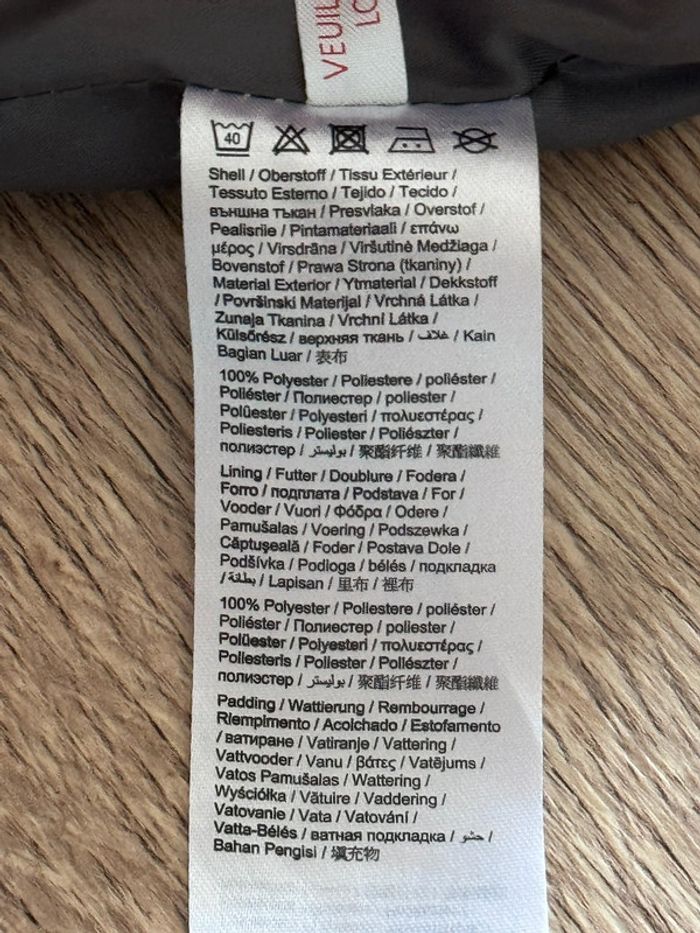 VEUIL
LO
40
Shell / Oberstoff / Tissu Extérieur /
Tessuto Esterno / Tejido / Tecido /
външна тъкан / Presvlaka / Overstof /
Pealisriie / Pintamateriaali / επάνω
μέρος / Virsdrāna / Viršutinė Medžiaga /
Bovenstof / Prawa Strona (tkaniny) /
Material Exterior / Ytmaterial / Dekkstoff
/ Površinski Materijal / Vrchná Látka /
Zunaja Tkanina / Vrchní Látka /
Külsőrész / верхняя ткань / غلاف / Kain
Bagian Luar / 表布
100% Polyester / Poliestere / poliéster /
Poliéster / Полиестер / poliester /
Polüester / Polyesteri / πολυεστέρας /
Poliesteris / Poliester / Poliészter /
полиэстер / بوليستر / 聚酯纤维 / 聚酯纖維
Lining / Futter / Doublure / Fodera /
Forro / подплата / Podstava / For /
Vooder / Vuori / Φόδρα / Odere /
Pamušalas / Voering / Podszewka /
Căptuşeală / Foder / Postava Dole /
Podšívka / Podloga / bélés / подкладка
/ بطانة / Lapisan / 里布 / 裡布
100% Polyester / Poliestere / poliéster /
Poliéster / Полиестер / poliester /
Polüester / Polyesteri / πολυεστέρας /
Poliesteris / Poliester / Poliészter /
полиэстер / بوليستر / 聚酯纤维 / 聚酯纖維
Padding / Wattierung / Rembourrage /
Riempimento / Acolchado / Estofamento
/ ватиране / Vatiranje / Vattering /
Vattvooder / Vanu / βάτες / Vatējums /
Vatos Pamušalas / Wattering /
Wyściółka / Vătuire / Vaddering /
Vatovanie / Vata / Vatování /
Vatta-Bélés / ватная подкладка / حشو /
Bahan Pengisi / 填充物